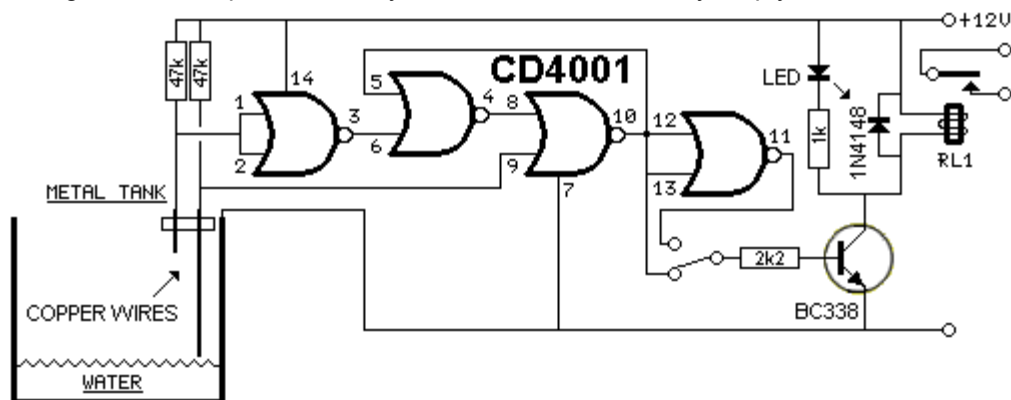 +12V
47k
47k
14
CD4001
LED
1k
1N4148
RL1
1
2
3
5
6
4
8
9
10
7
12
13
11
METAL TANK
COPPER WIRES
WATER
2k2
BC338